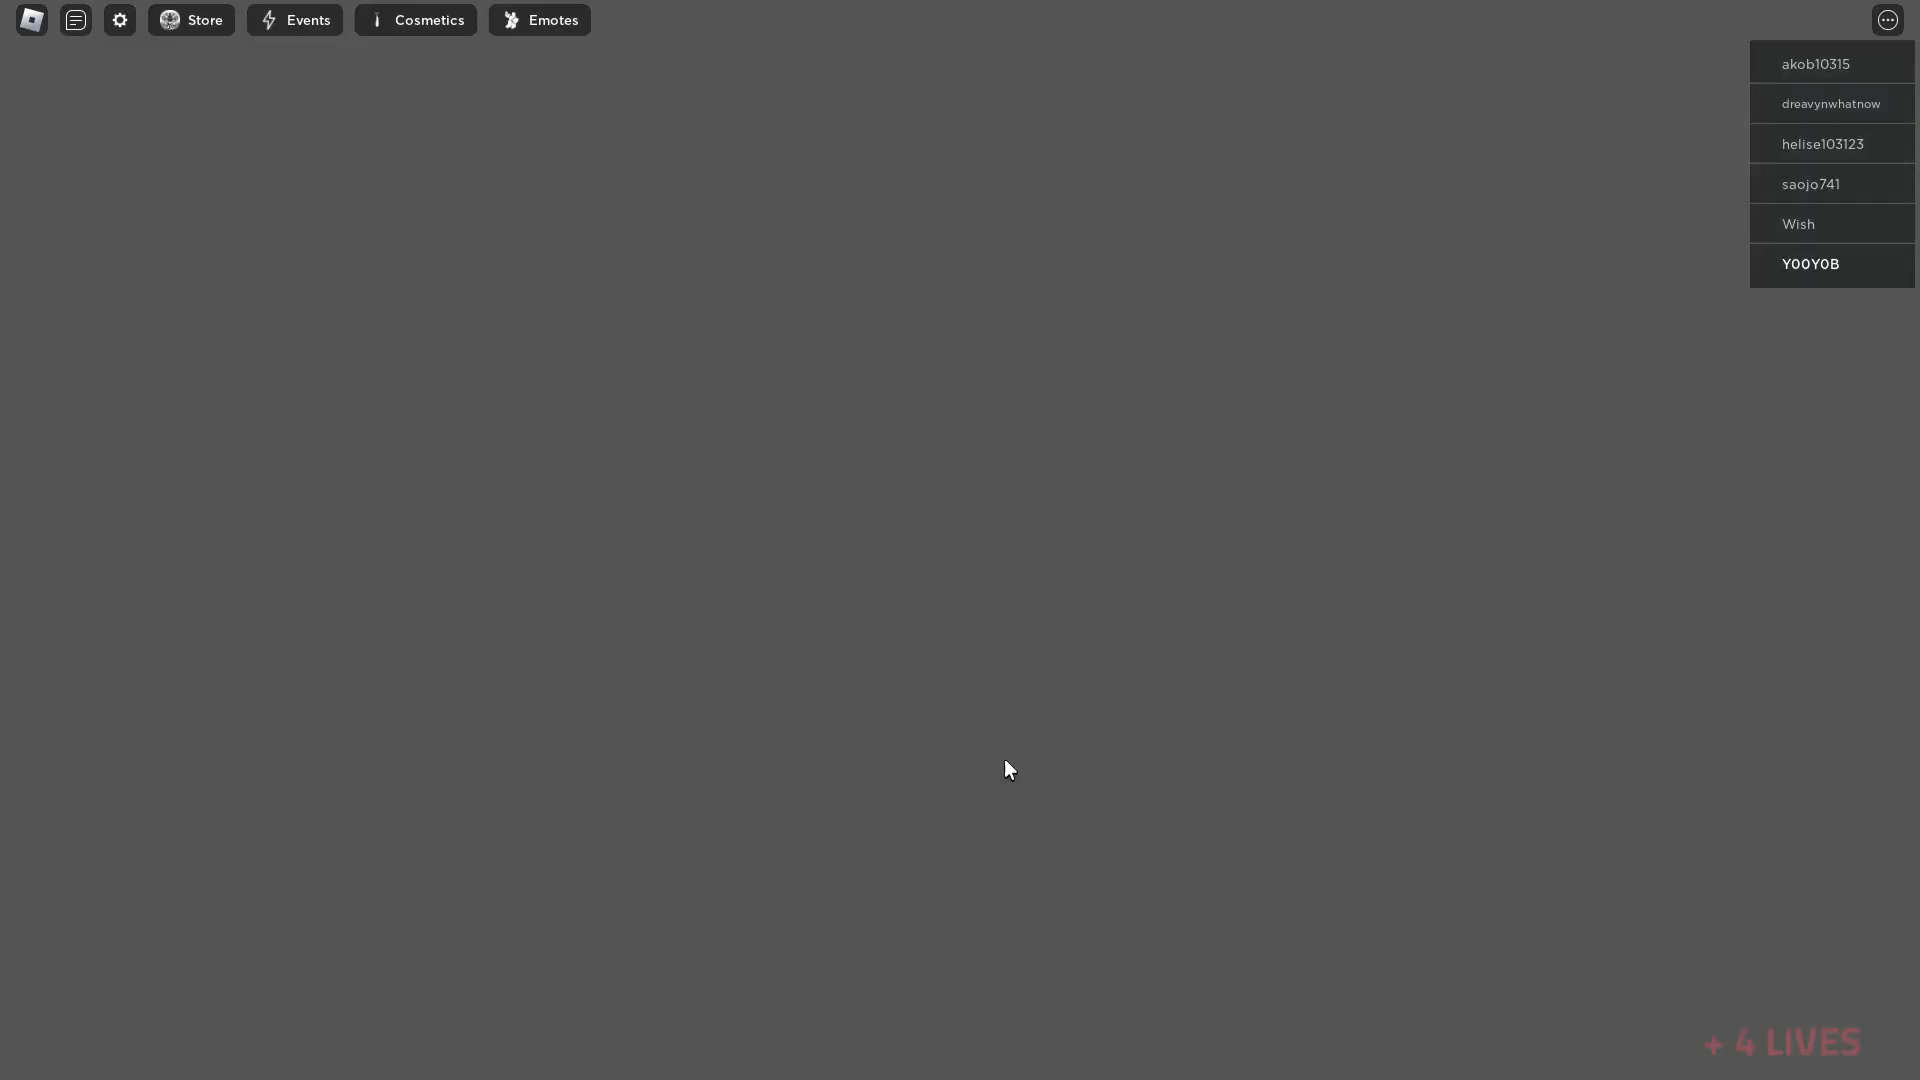 Store
Events
Cosmetics
Emotes
akob10315
dreavynwhatnow
helise103123
saojo741
Wish
Y00Y0B
+ 4 LIVES